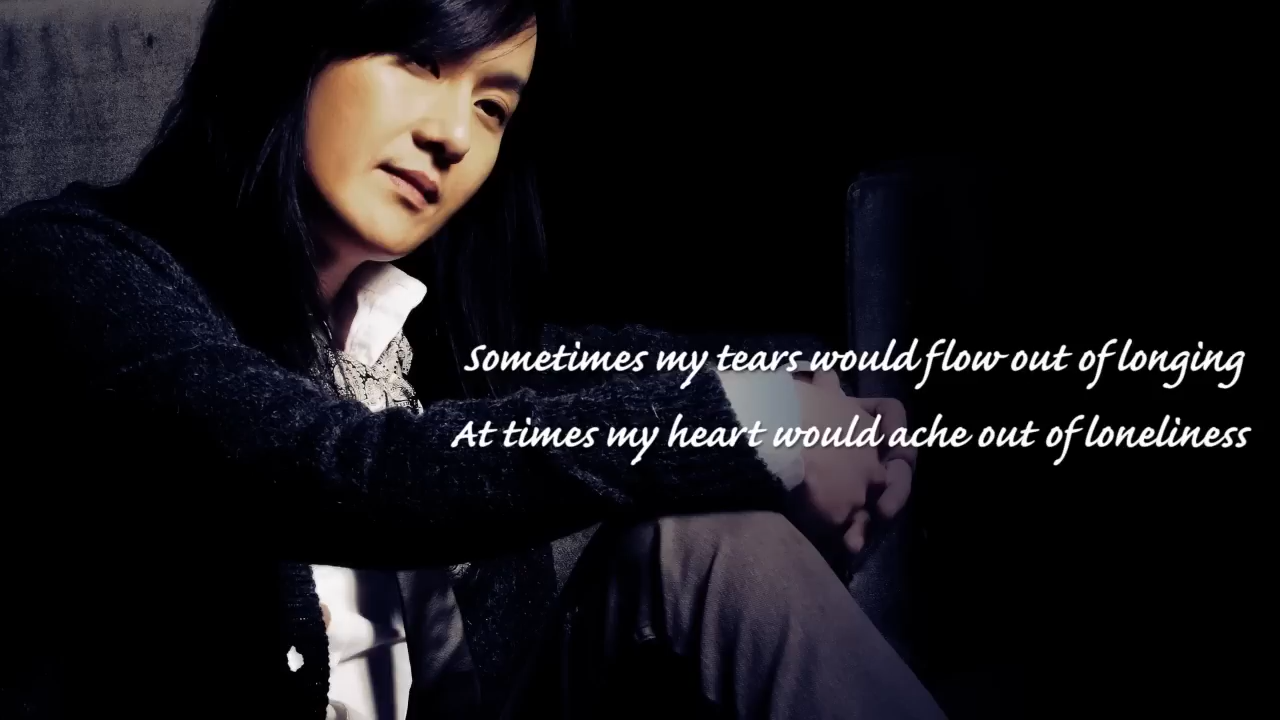 Sometimes my tears would flow out of longing
At times my heart would ache out of loneliness